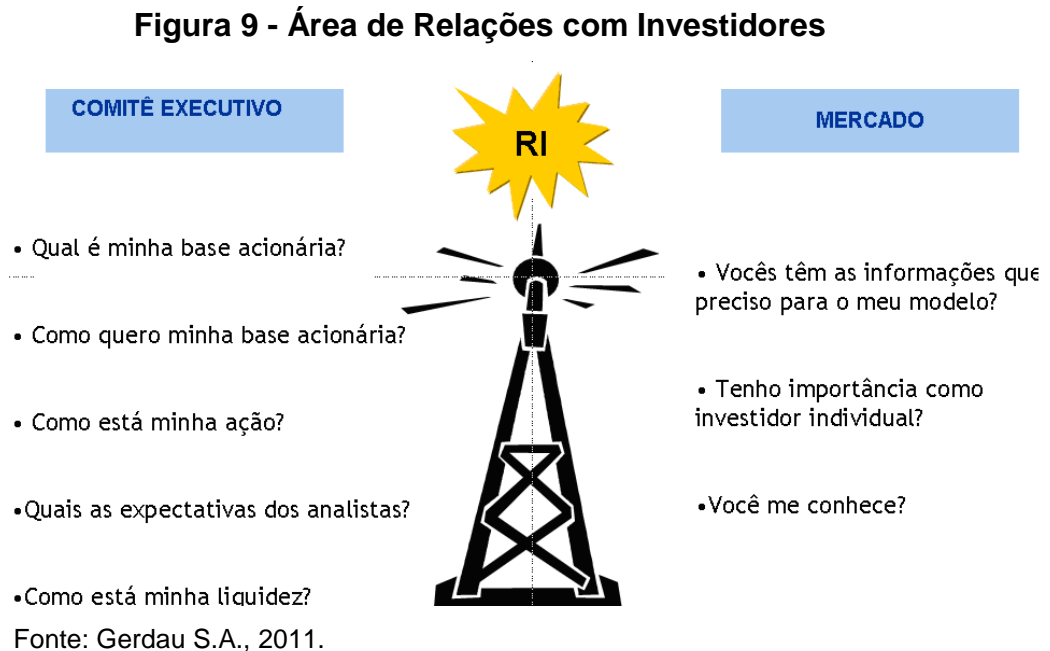 Figura 9 - Área de Relações com Investidores
COMITÊ EXECUTIVO
RI
MERCADO
• Qual é minha base acionária?
• Como quero minha base acionária?
• Como está minha ação?
•Quais as expectativas dos analistas?
•Como está minha liquidez?
• Vocês têm as informações que
preciso para o meu modelo?
• Tenho importância como
investidor individual?
•Você me conhece?
Fonte: Gerdau S.A., 2011.